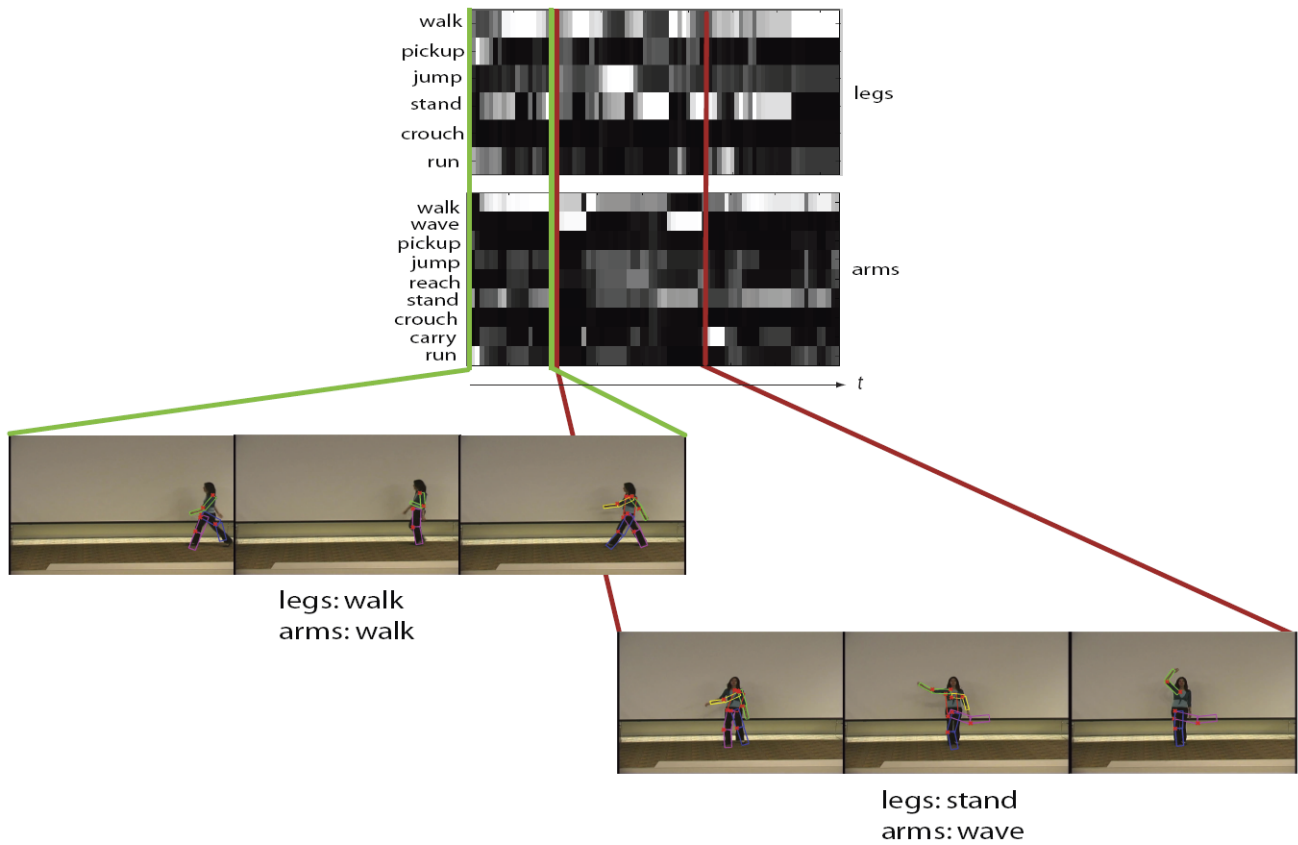 walk
pickup
jump
stand
crouch
run
legs
walk
wave
pickup
jump
reach
stand
crouch
carry
run
arms
t
legs: walk
arms: walk
legs: stand
arms: wave